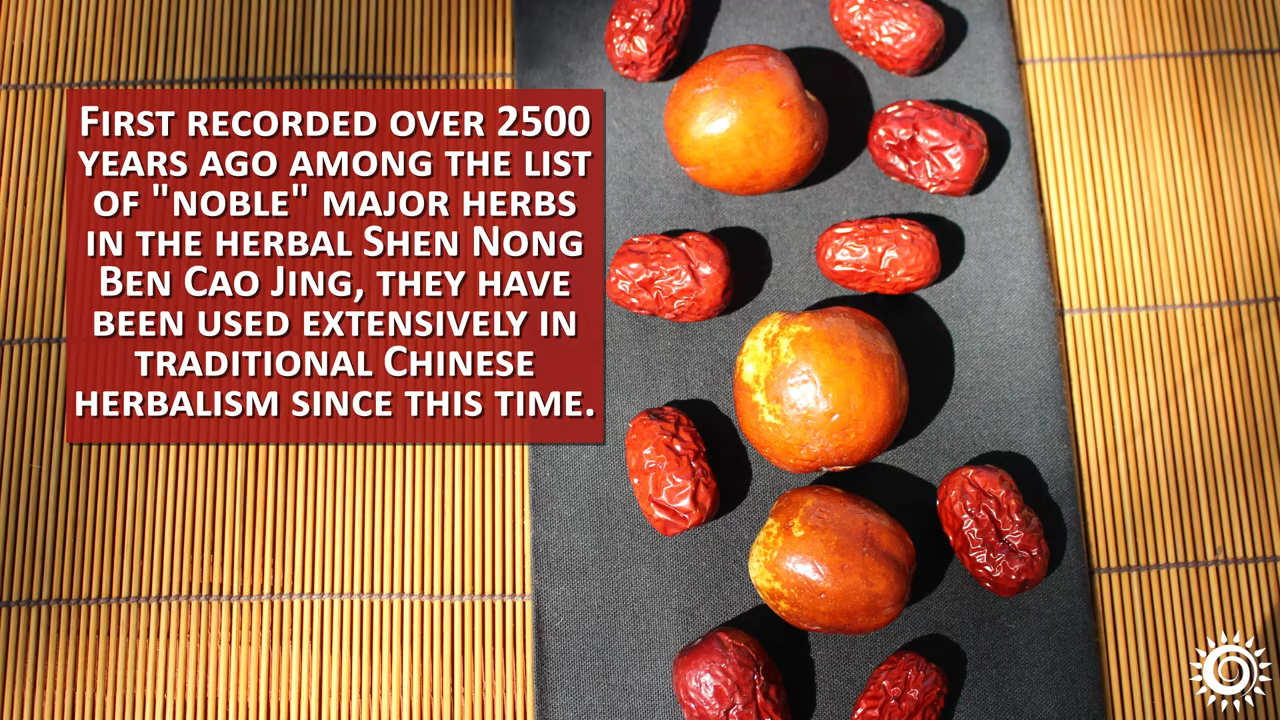 First recorded over 2500
years ago among the list
of "noble" major herbs
in the herbal Shen Nong
Ben Cao Jing, they have
been used extensively in
traditional Chinese
herbalism since this time.